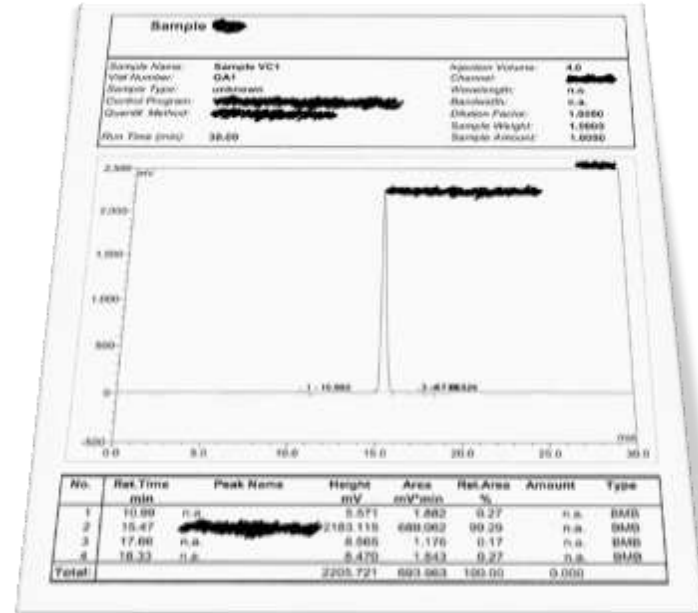 Sample
Sample Name: Sample VC1 Injection Volume: 4.0
Vial Number: GA1 Channel:
Sample Type: unknown Wavelength: n.a.
Control Program: Bandwidth: n.a.
Quantif. Method: Dilution Factor: 1.0000
Sample Weight: 1.0000
Run Time (min): 30.00 Sample Amount: 1.0000
2,500 mV
2,000
1,500
1,000
500
1 - 10.993
0
-500 min
0.0 5.0 10.0 15.0 20.0 25.0 30.0
No. Ret.Time Peak Name Height Area Rel.Area Amount Type
min mV mV*min %
1 10.99 n.a. 5.571 1.882 0.27 n.a. BMB
2 15.47 2183.115 689.062 99.29 n.a. BMB
3 17.66 n.a. 8.565 1.176 0.17 n.a. BMB
4 18.33 n.a. 8.470 1.843 0.27 n.a. BMB
Total: 2205.721 693.963 100.00 0.000